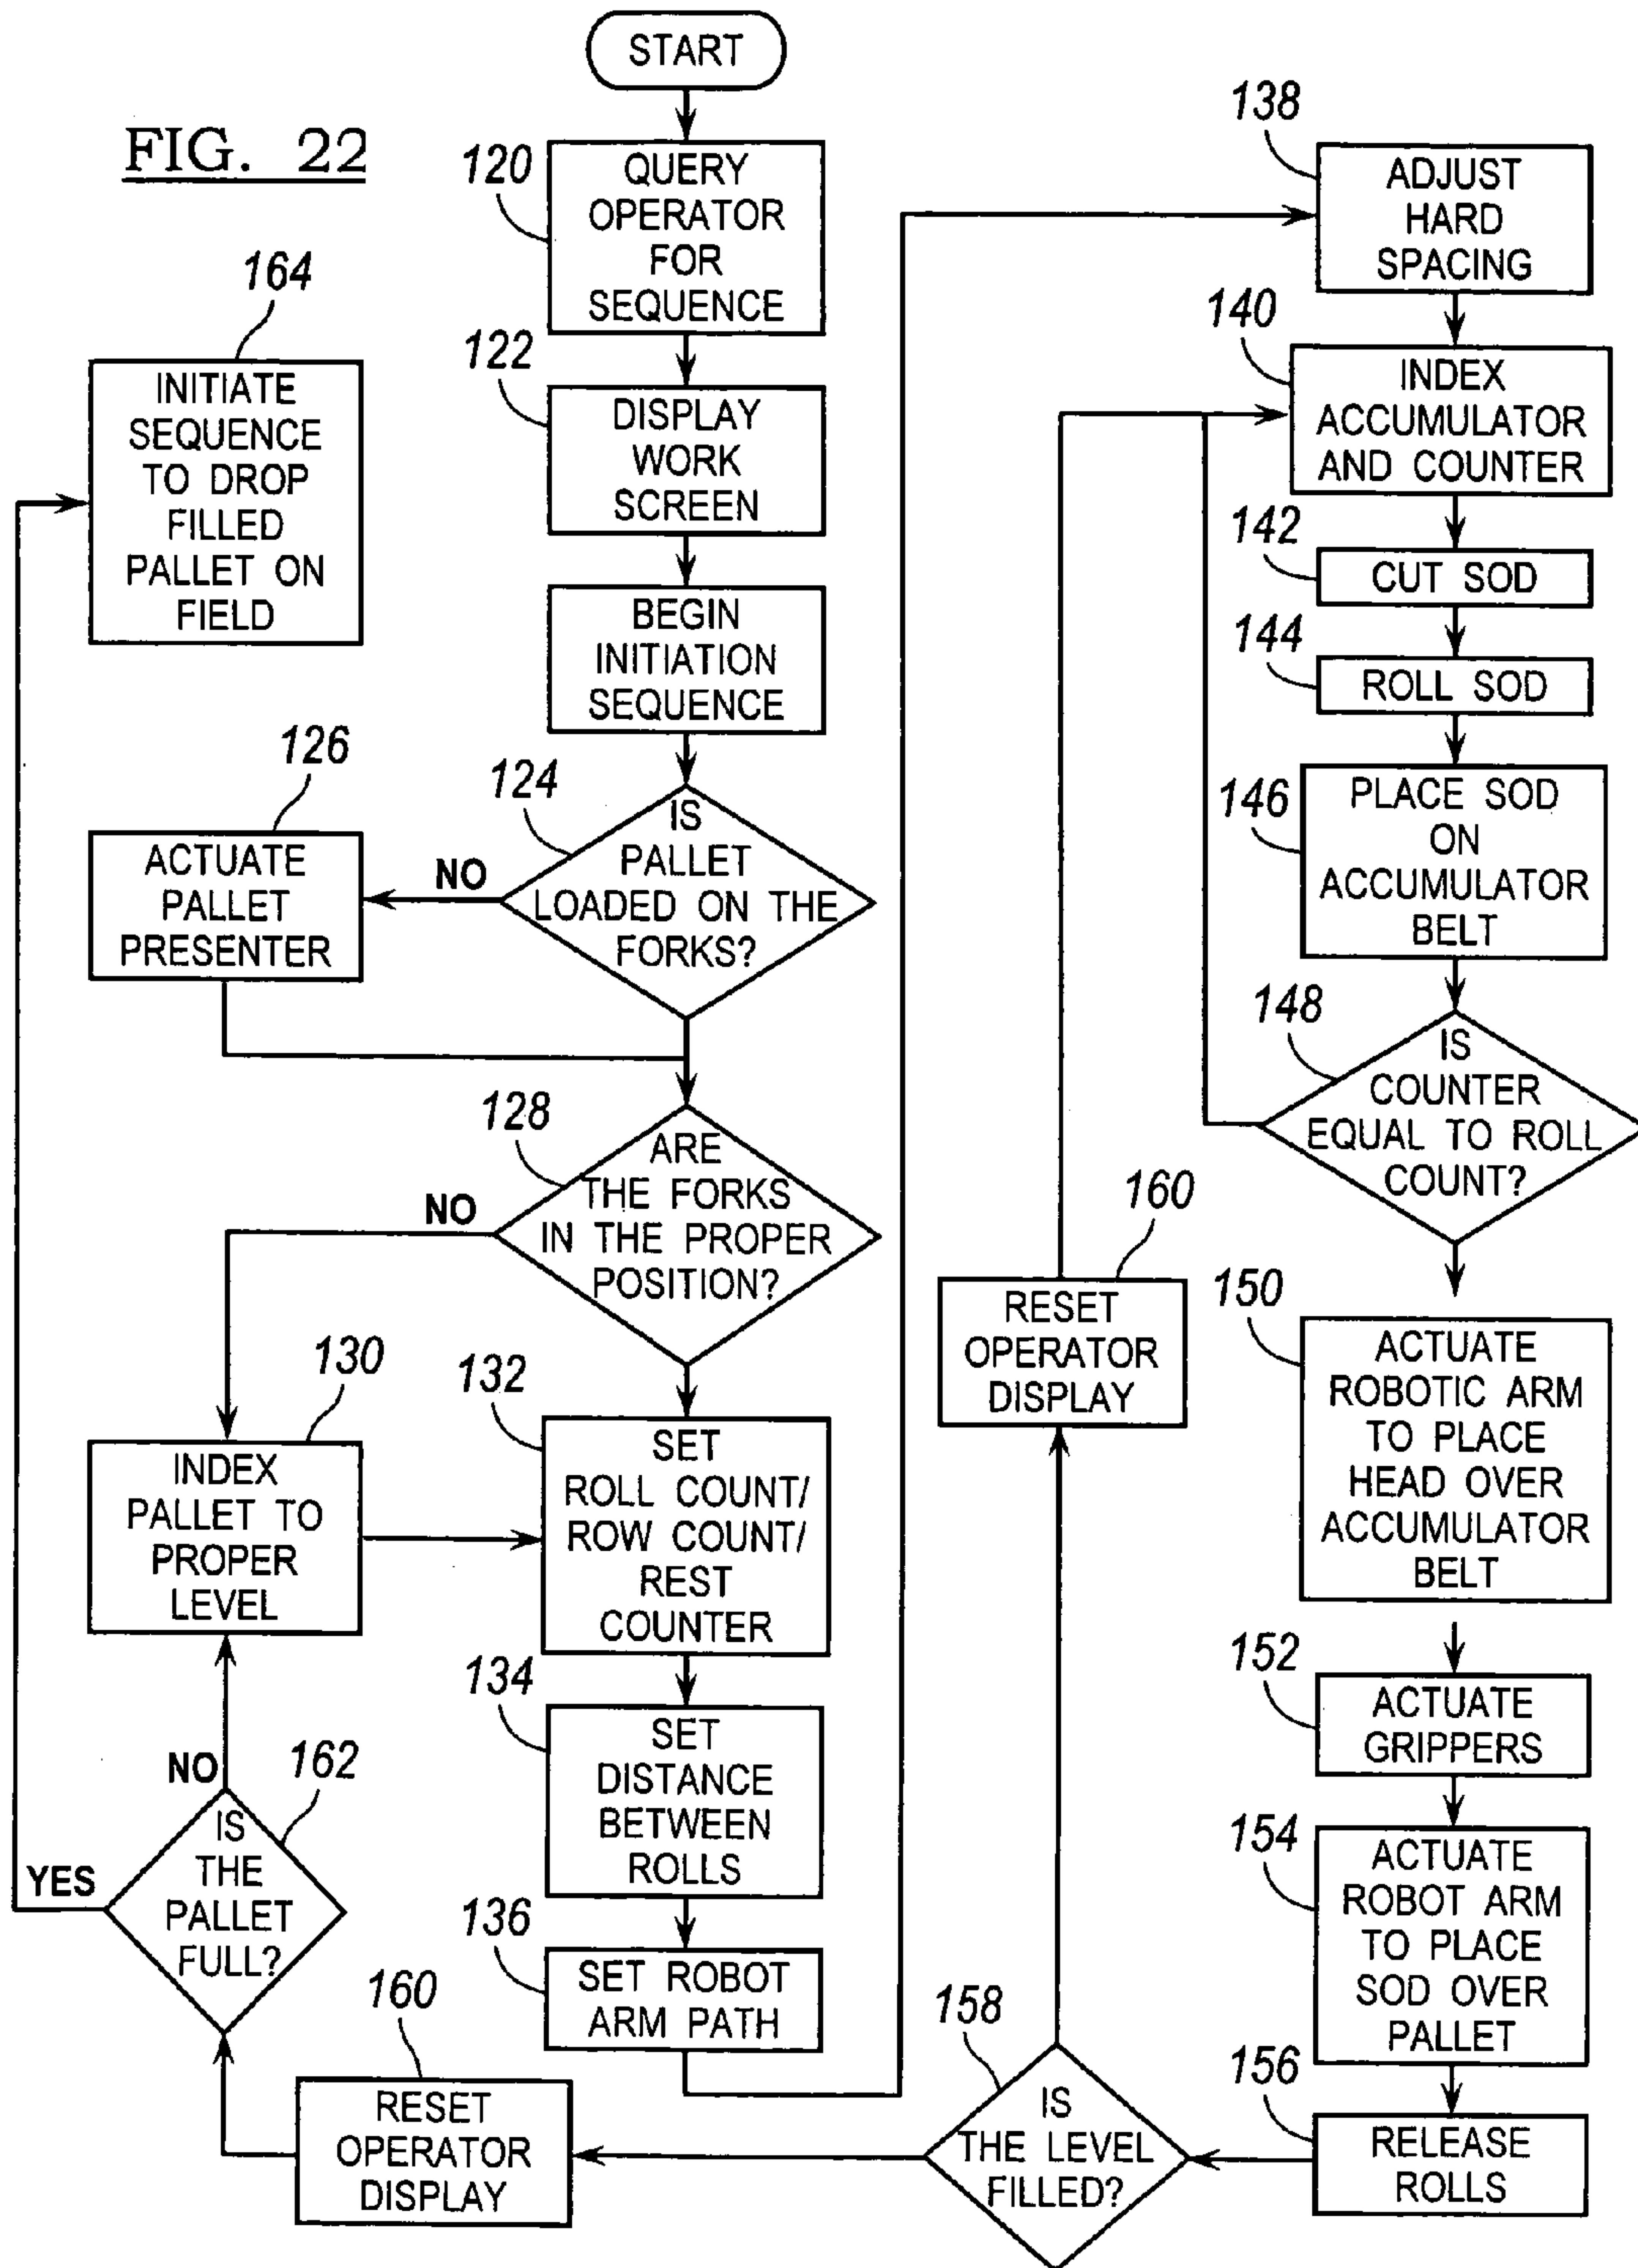 FIG. 22
START
120
QUERY
OPERATOR
FOR
SEQUENCE
122
DISPLAY
WORK
SCREEN
BEGIN
INITIATION
SEQUENCE
124
IS
PALLET
LOADED ON THE
FORKS?
NO
126
ACTUATE
PALLET
PRESENTER
128
ARE
THE FORKS
IN THE PROPER
POSITION?
NO
130
INDEX
PALLET TO
PROPER
LEVEL
132
SET
ROLL COUNT/
ROW COUNT/
REST
COUNTER
134
SET
DISTANCE
BETWEEN
ROLLS
136
SET ROBOT
ARM PATH
138
ADJUST
HARD
SPACING
140
INDEX
ACCUMULATOR
AND COUNTER
142
CUT SOD
144
ROLL SOD
146
PLACE SOD
ON
ACCUMULATOR
BELT
148
IS
COUNTER
EQUAL TO ROLL
COUNT?
150
ACTUATE
ROBOTIC ARM
TO PLACE
HEAD OVER
ACCUMULATOR
BELT
152
ACTUATE
GRIPPERS
154
ACTUATE
ROBOT ARM
TO PLACE
SOD OVER
PALLET
156
RELEASE
ROLLS
158
IS
THE LEVEL
FILLED?
160
RESET
OPERATOR
DISPLAY
160
RESET
OPERATOR
DISPLAY
162
IS
THE
PALLET
FULL?
NO
YES
164
INITIATE
SEQUENCE
TO DROP
FILLED
PALLET ON
FIELD